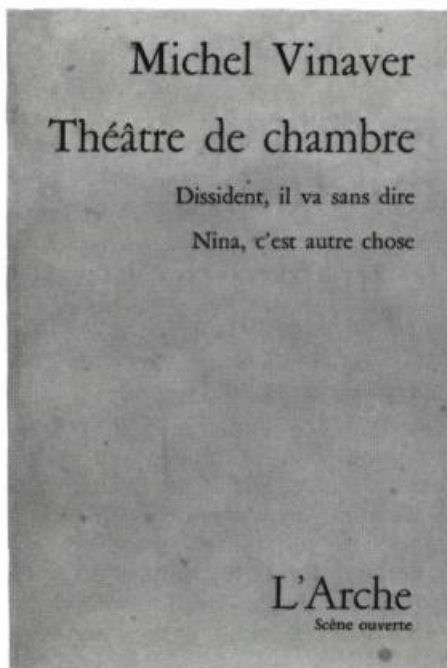 Michel Vinaver
Théâtre de chambre
Dissident, il va sans dire
Nina, c'est autre chose
L'Arche
Scène ouverte